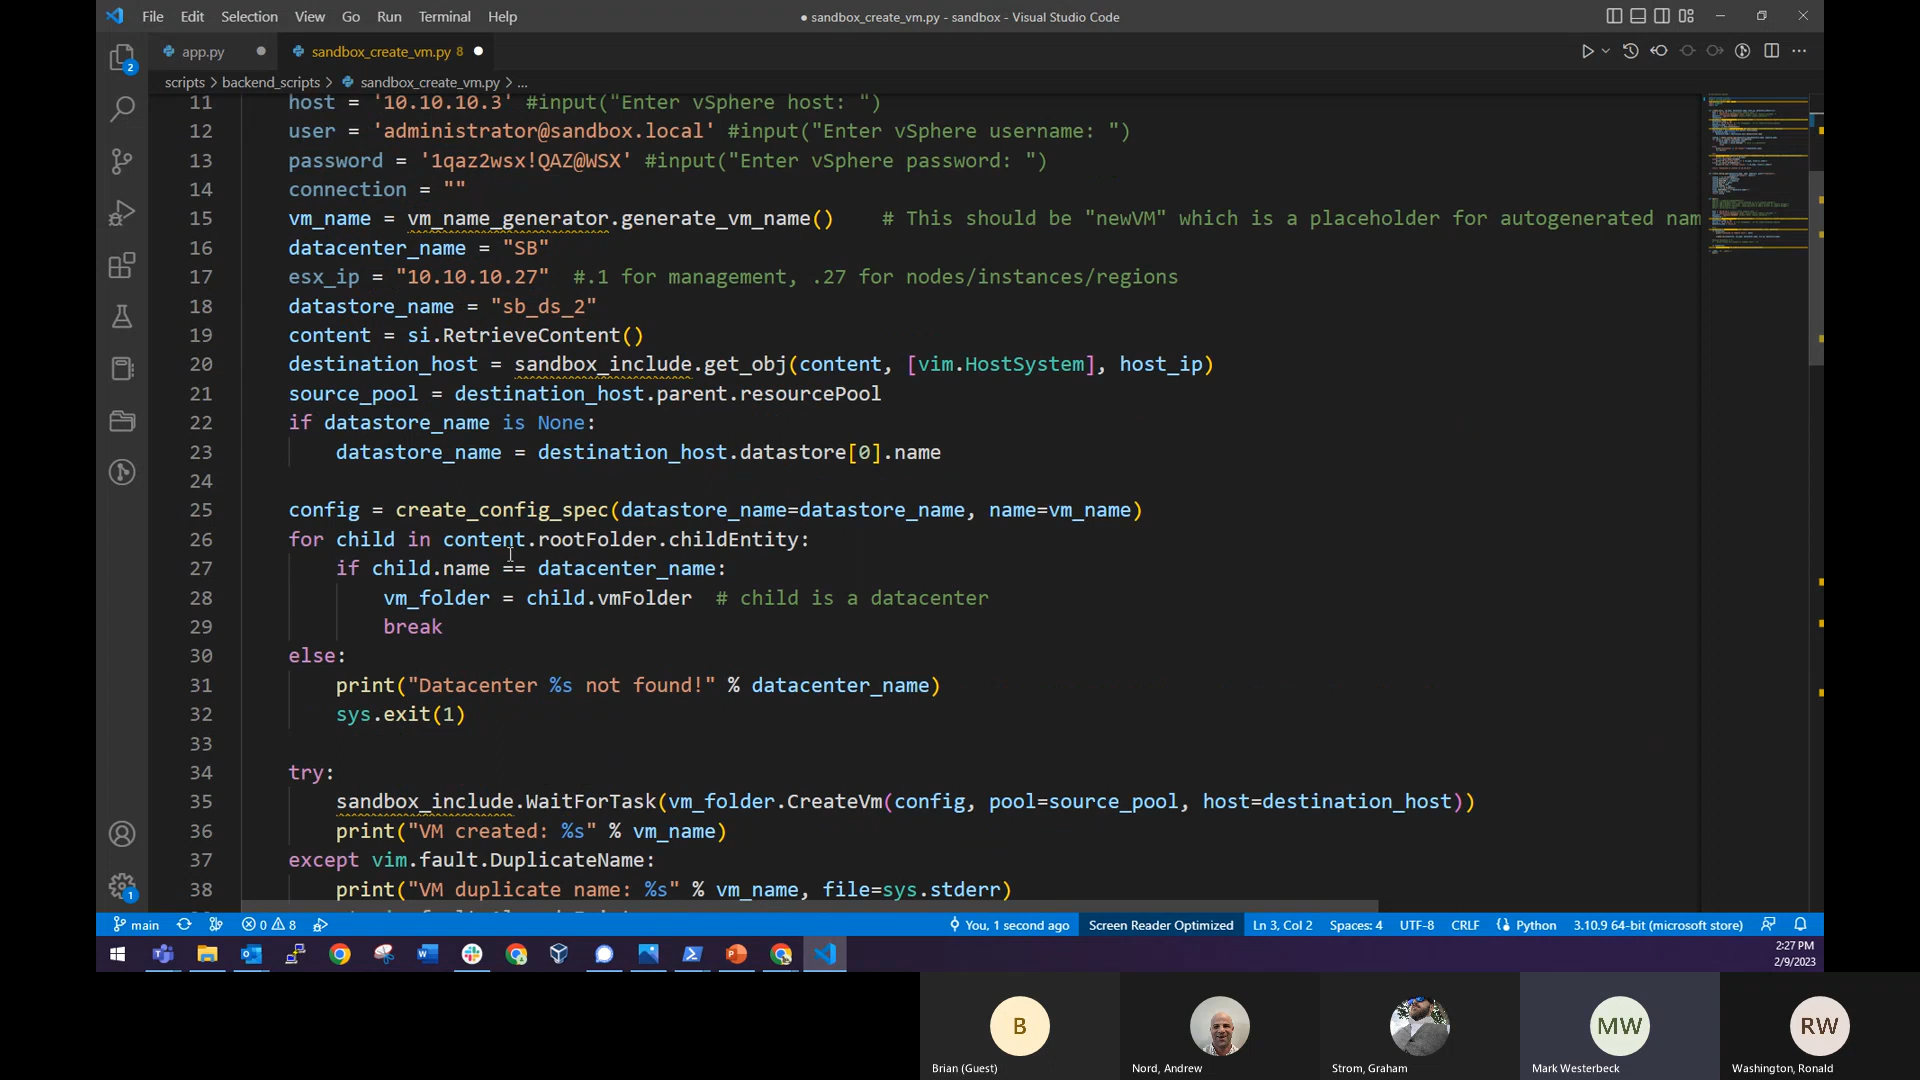 File Edit Selection View Go Run Terminal Help
● sandbox_create_vm.py - sandbox - Visual Studio Code
app.py
sandbox_create_vm.py 8
scripts > backend_scripts > sandbox_create_vm.py > ...
11 host = '10.10.10.3' #input("Enter vSphere host: ")
12 user = 'administrator@sandbox.local' #input("Enter vSphere username: ")
13 password = '1qaz2wsx!QAZ@WSX' #input("Enter vSphere password: ")
14 connection = ""
15 vm_name = vm_name_generator.generate_vm_name() # This should be "newVM" which is a placeholder for autogenerated nam
16 datacenter_name = "SB"
17 esx_ip = "10.10.10.27" #.1 for management, .27 for nodes/instances/regions
18 datastore_name = "sb_ds_2"
19 content = si.RetrieveContent()
20 destination_host = sandbox_include.get_obj(content, [vim.HostSystem], host_ip)
21 source_pool = destination_host.parent.resourcePool
22 if datastore_name is None:
23 datastore_name = destination_host.datastore[0].name
24
25 config = create_config_spec(datastore_name=datastore_name, name=vm_name)
26 for child in content.rootFolder.childEntity:
27 if child.name == datacenter_name:
28 vm_folder = child.vmFolder # child is a datacenter
29 break
30 else:
31 print("Datacenter %s not found!" % datacenter_name)
32 sys.exit(1)
33
34 try:
35 sandbox_include.WaitForTask(vm_folder.CreateVm(config, pool=source_pool, host=destination_host))
36 print("VM created: %s" % vm_name)
37 except vim.fault.DuplicateName:
38 print("VM duplicate name: %s" % vm_name, file=sys.stderr)
2
1
main 0 8 You, 1 second ago Screen Reader Optimized Ln 3, Col 2 Spaces: 4 UTF-8 CRLF Python 3.10.9 64-bit (microsoft store)
2:27 PM
2/9/2023
B MW RW
Brian (Guest) Nord, Andrew Strom, Graham Mark Westerbeck Washington, Ronald